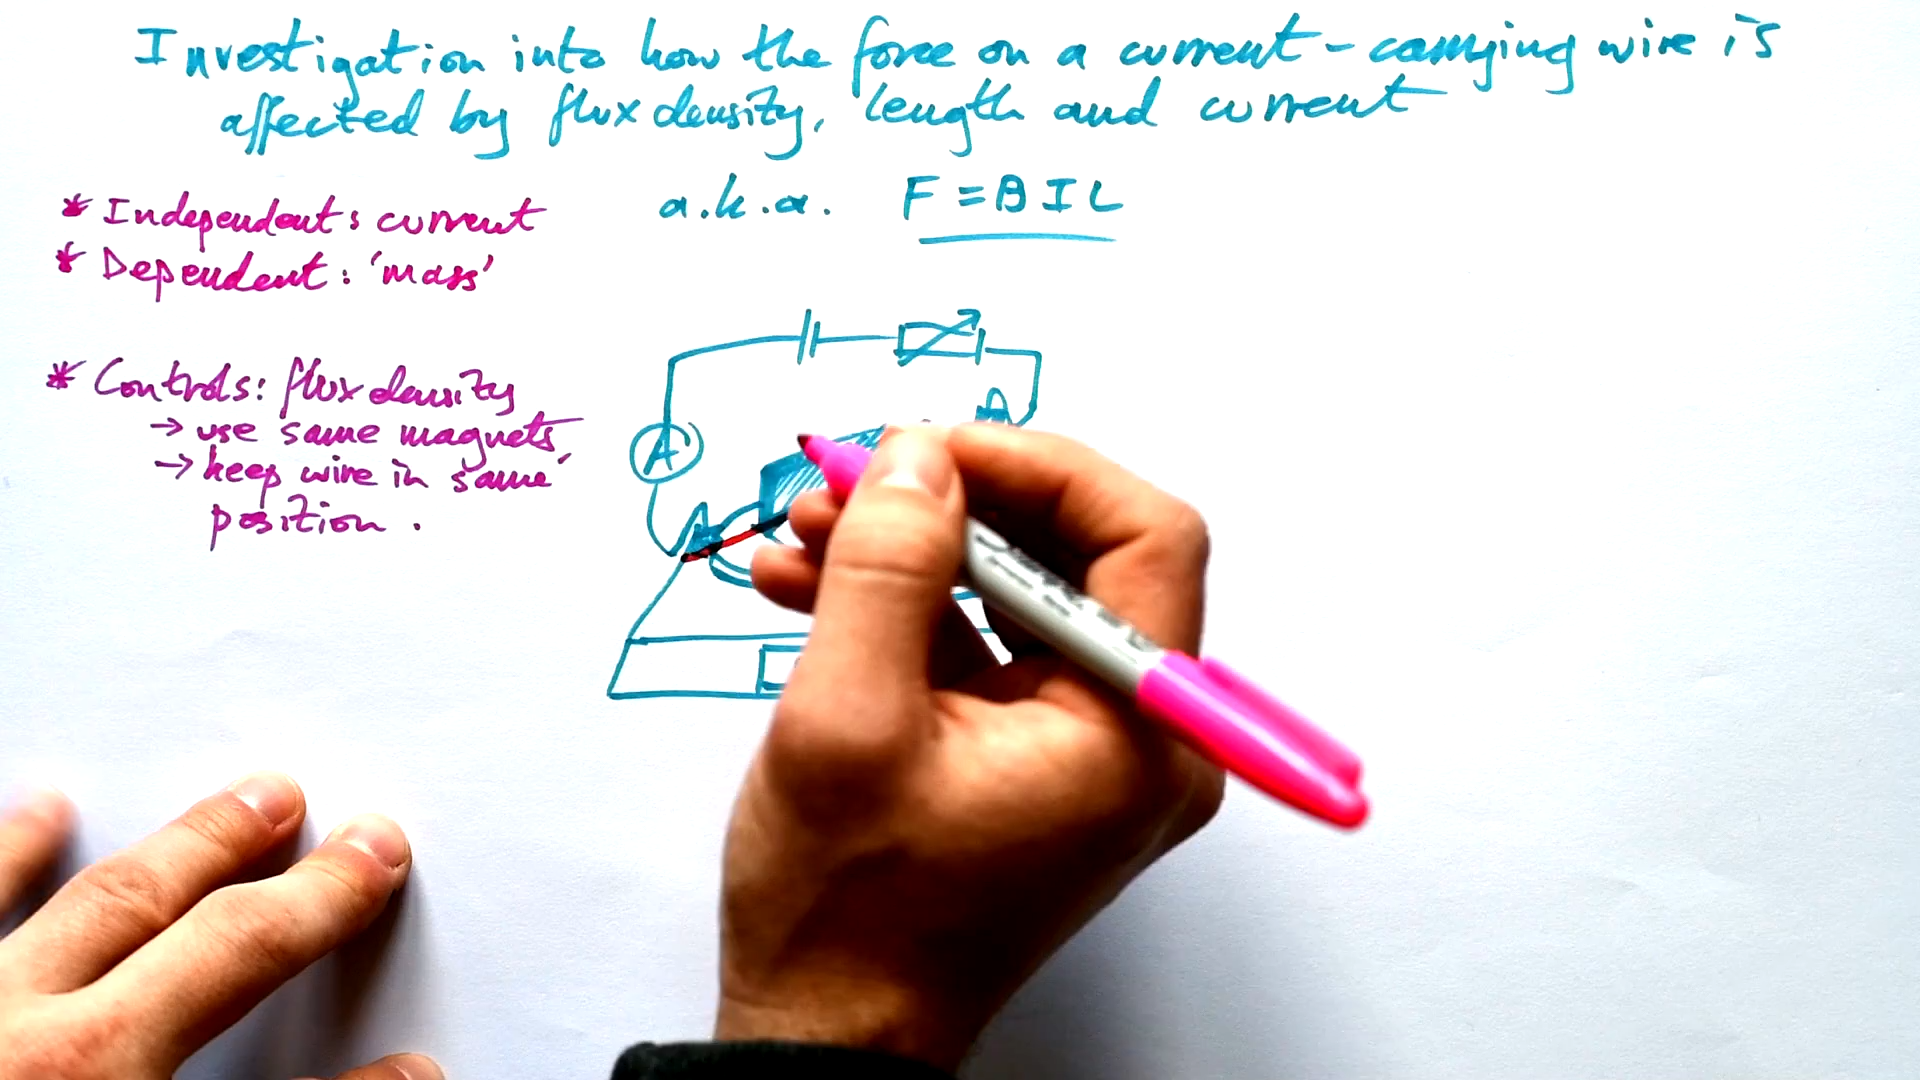 Investigation into how the force on a current-carrying wire is
affected by flux density, length and current
a.k.a. F = BIL
* Independent: current
* Dependent: 'mass'
* Controls: flux density
→ use same magnets
→ keep wire in same
position.
A